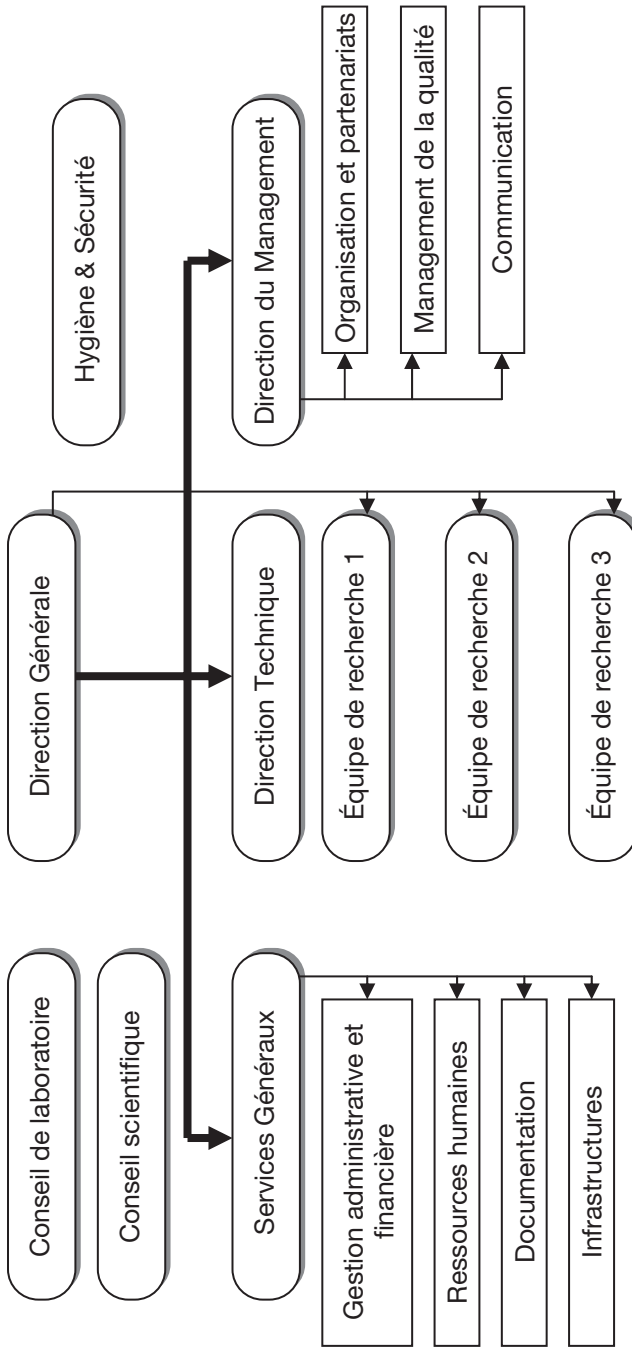 Conseil de laboratoire
Direction Générale
Conseil scientifique
Hygiène & Sécurité
Services Généraux
Direction Technique
Direction du Management
Gestion administrative et
financière
Ressources humaines
Documentation
Infrastructures
Équipe de recherche 1
Équipe de recherche 2
Équipe de recherche 3
Organisation et partenariats
Management de la qualité
Communication